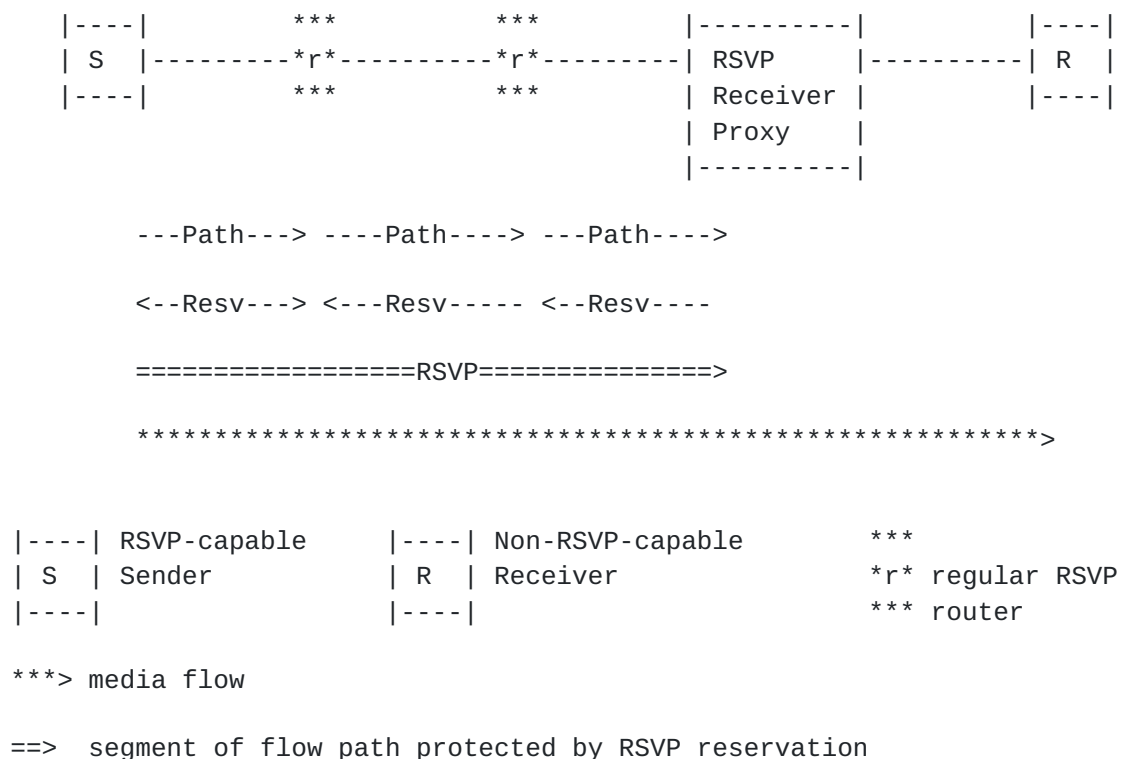 |----|         ***          ***         |----------|           |----|
| S  |---------*r*----------*r*---------| RSVP     |----------| R  |
|----|         ***          ***         | Receiver |           |----|
| Proxy    |
|----------|
---Path---> ----Path----> ---Path---->
<--Resv---> <---Resv----- <--Resv----
==================RSVP===============>
**********************************************************>
|----| RSVP-capable     |----| Non-RSVP-capable        ***
| S  | Sender           | R  | Receiver                *r* regular RSVP
|----|                  |----|                         *** router
***> media flow
==>  segment of flow path protected by RSVP reservation